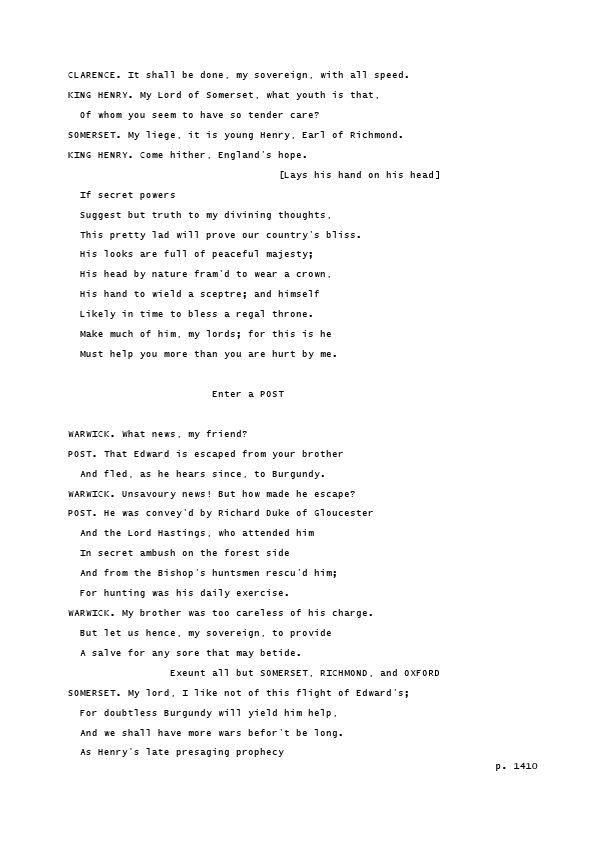 CLARENCE. It shall be done, my sovereign, with all speed.
KING HENRY. My Lord of Somerset, what youth is that,
Of whom you seem to have so tender care?
SOMERSET. My liege, it is young Henry, Earl of Richmond.
KING HENRY. Come hither, England's hope.
[Lays his hand on his head]
If secret powers
Suggest but truth to my divining thoughts,
This pretty lad will prove our country's bliss.
His looks are full of peaceful majesty;
His head by nature fram'd to wear a crown,
His hand to wield a sceptre; and himself
Likely in time to bless a regal throne.
Make much of him, my lords; for this is he
Must help you more than you are hurt by me.
Enter a POST
WARWICK. What news, my friend?
POST. That Edward is escaped from your brother
And fled, as he hears since, to Burgundy.
WARWICK. Unsavoury news! But how made he escape?
POST. He was convey'd by Richard Duke of Gloucester
And the Lord Hastings, who attended him
In secret ambush on the forest side
And from the Bishop's huntsmen rescu'd him;
For hunting was his daily exercise.
WARWICK. My brother was too careless of his charge.
But let us hence, my sovereign, to provide
A salve for any sore that may betide.
Exeunt all but SOMERSET, RICHMOND, and OXFORD
SOMERSET. My lord, I like not of this flight of Edward's;
For doubtless Burgundy will yield him help,
And we shall have more wars befor't be long.
As Henry's late presaging prophecy
p. 1410